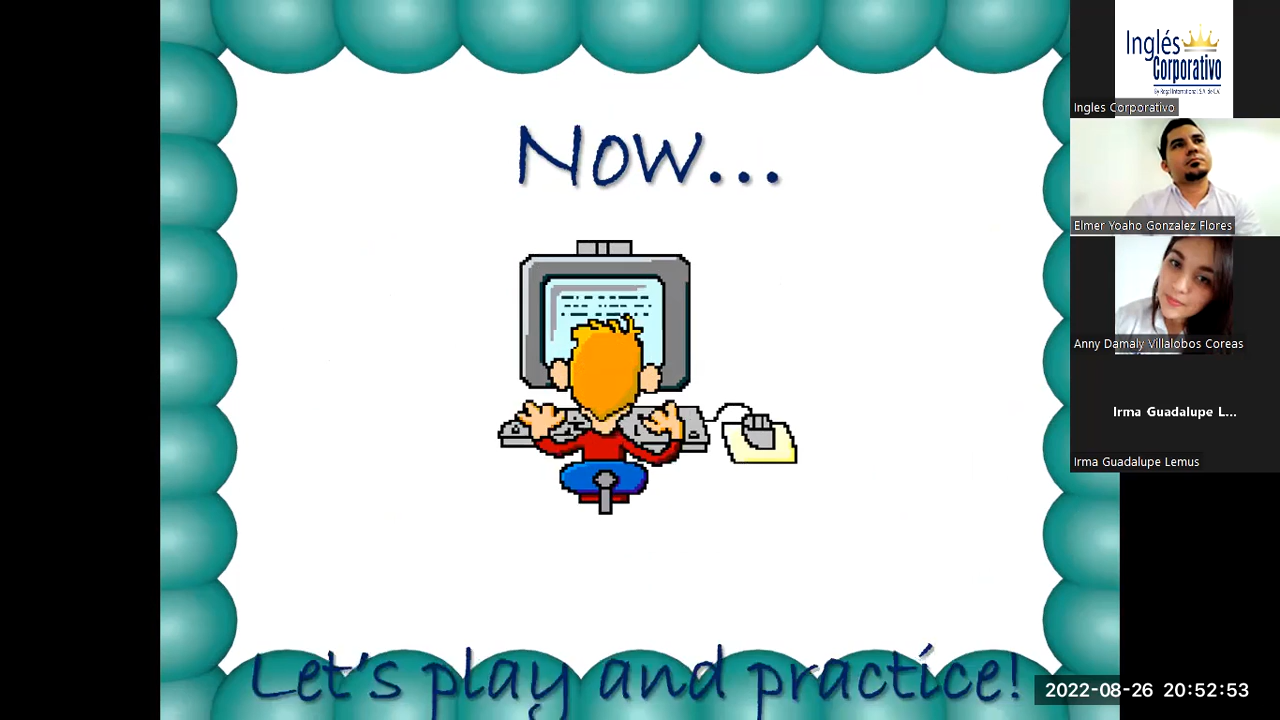 Now...
Let's play and practice!
Inglés
Corporativo
Ingles Corporativo
Elmer Yoaho Gonzalez Flores
Anny Damaly Villalobos Coreas
Irma Guadalupe L...
Irma Guadalupe Lemus
2022-08-26 20:52:53